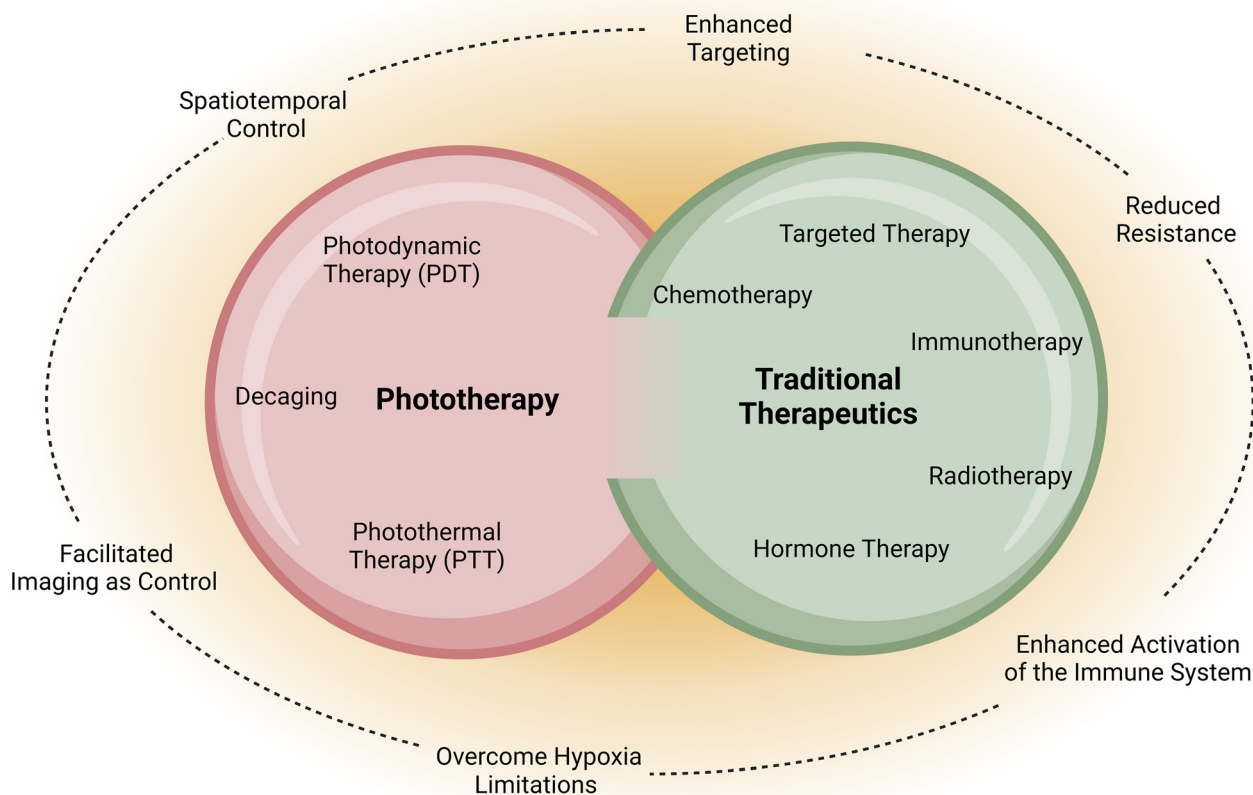 Enhanced
Targeting
Spatiotemporal
Control
Reduced
Resistance
Photodynamic
Therapy (PDT)
Decaging
Phototherapy
Photothermal
Therapy (PTT)
Targeted Therapy
Chemotherapy
Immunotherapy
Traditional
Therapeutics
Radiotherapy
Hormone Therapy
Facilitated
Imaging as Control
Enhanced Activation
of the Immune System
Overcome Hypoxia
Limitations